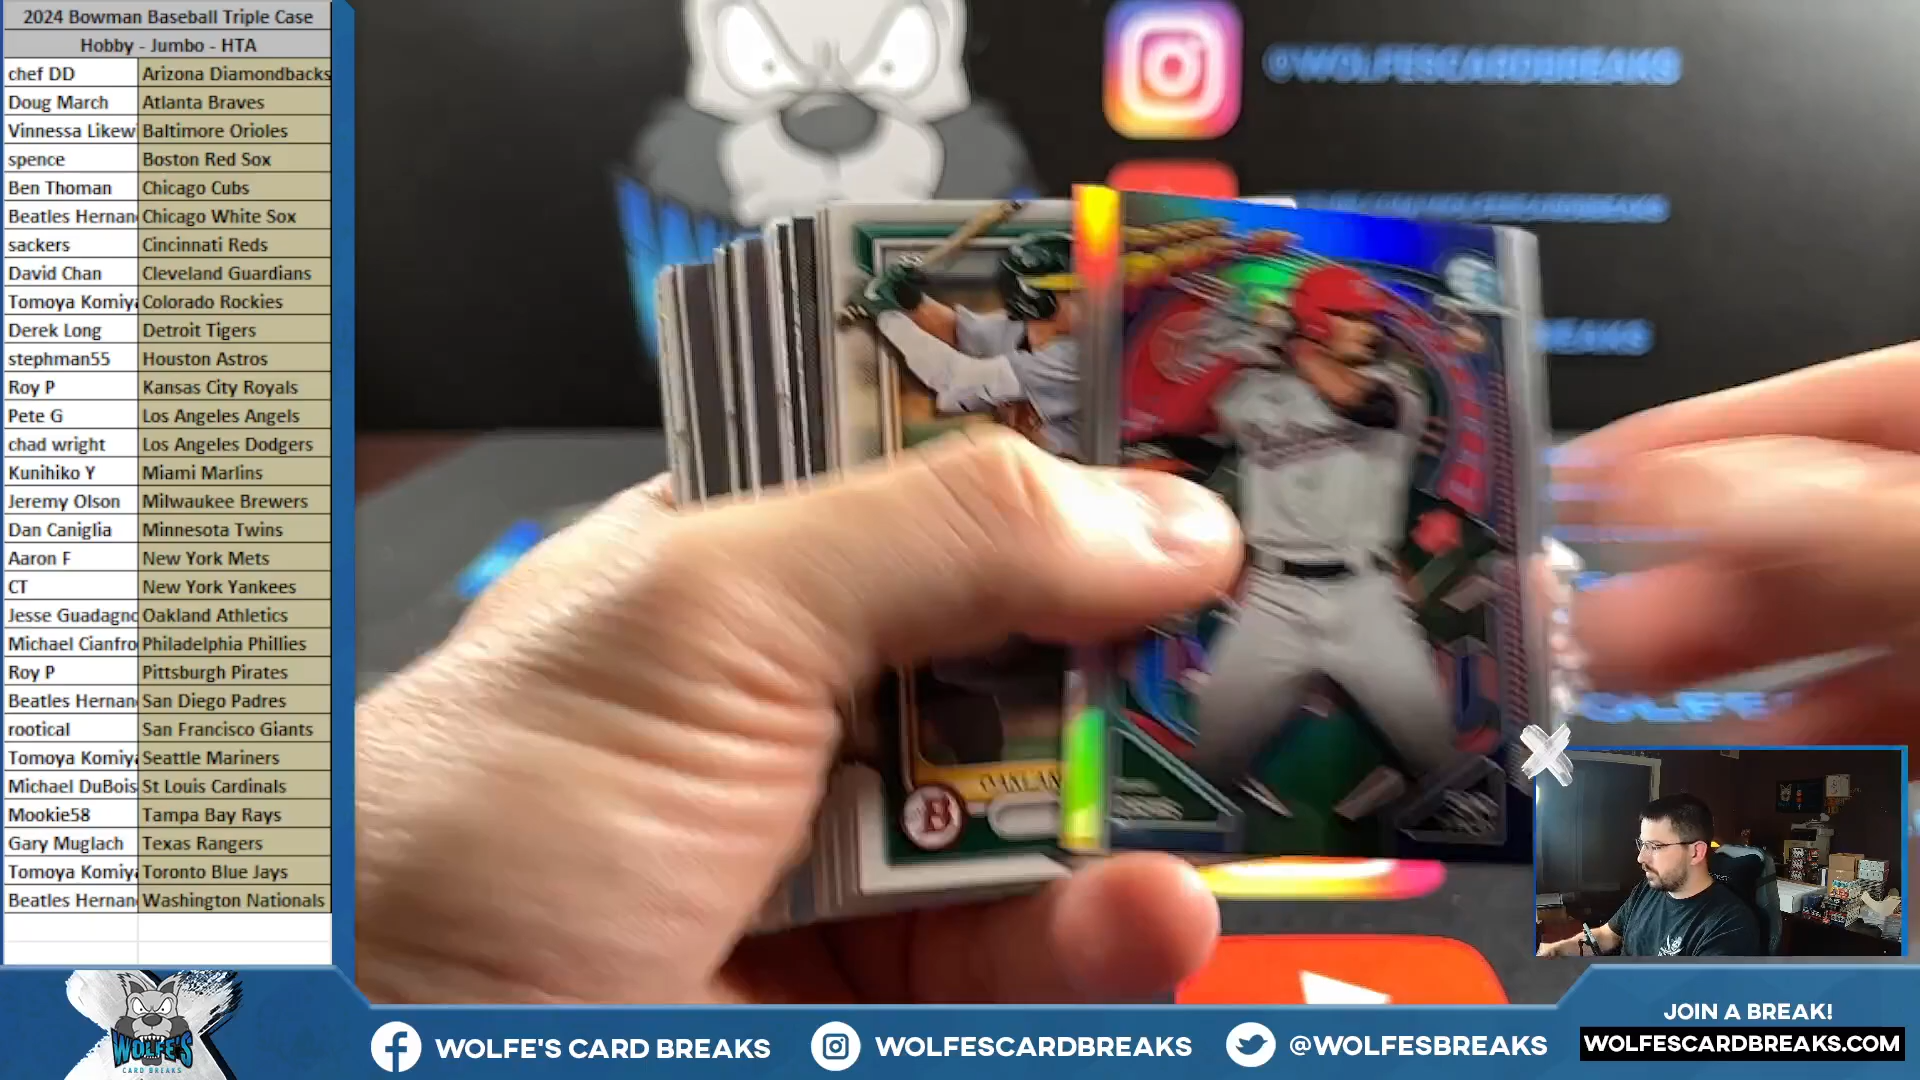 2024 Bowman Baseball Triple Case
Hobby - Jumbo - HTA
chef DD Arizona Diamondbacks
Doug March Atlanta Braves
Vinnessa Likew Baltimore Orioles
spence Boston Red Sox
Ben Thoman Chicago Cubs
Beatles Hernan Chicago White Sox
sackers Cincinnati Reds
David Chan Cleveland Guardians
Tomoya Komiya Colorado Rockies
Derek Long Detroit Tigers
stephman55 Houston Astros
Roy P Kansas City Royals
Pete G Los Angeles Angels
chad wright Los Angeles Dodgers
Kunihiko Y Miami Marlins
Jeremy Olson Milwaukee Brewers
Dan Caniglia Minnesota Twins
Aaron F New York Mets
CT New York Yankees
Jesse Guadagno Oakland Athletics
Michael Cianfro Philadelphia Phillies
Roy P Pittsburgh Pirates
Beatles Hernan San Diego Padres
rootical San Francisco Giants
Tomoya Komiya Seattle Mariners
Michael DuBois St Louis Cardinals
Mookie58 Tampa Bay Rays
Gary Muglach Texas Rangers
Tomoya Komiya Toronto Blue Jays
Beatles Hernan Washington Nationals
@WOLFESCARDBREAKS
WOLFE'S
CARD BREAKS
WOLFE'S CARD BREAKS
WOLFESCARDBREAKS
@WOLFESBREAKS
JOIN A BREAK!
WOLFESCARDBREAKS.COM